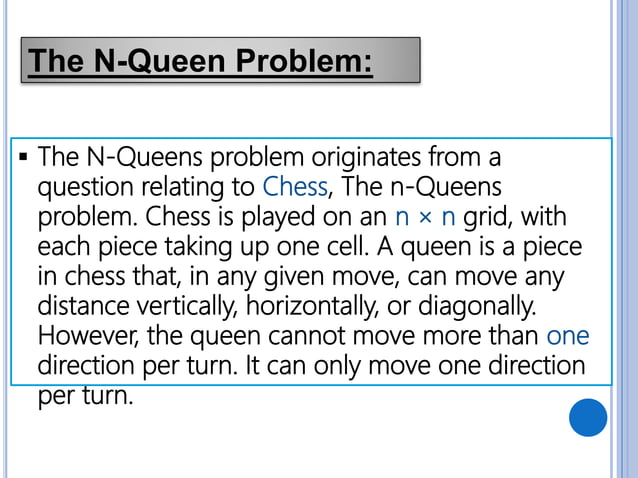 The N-Queen Problem:
▪ The N-Queens problem originates from a
question relating to Chess, The n-Queens
problem. Chess is played on an n × n grid, with
each piece taking up one cell. A queen is a piece
in chess that, in any given move, can move any
distance vertically, horizontally, or diagonally.
However, the queen cannot move more than one
direction per turn. It can only move one direction
per turn.